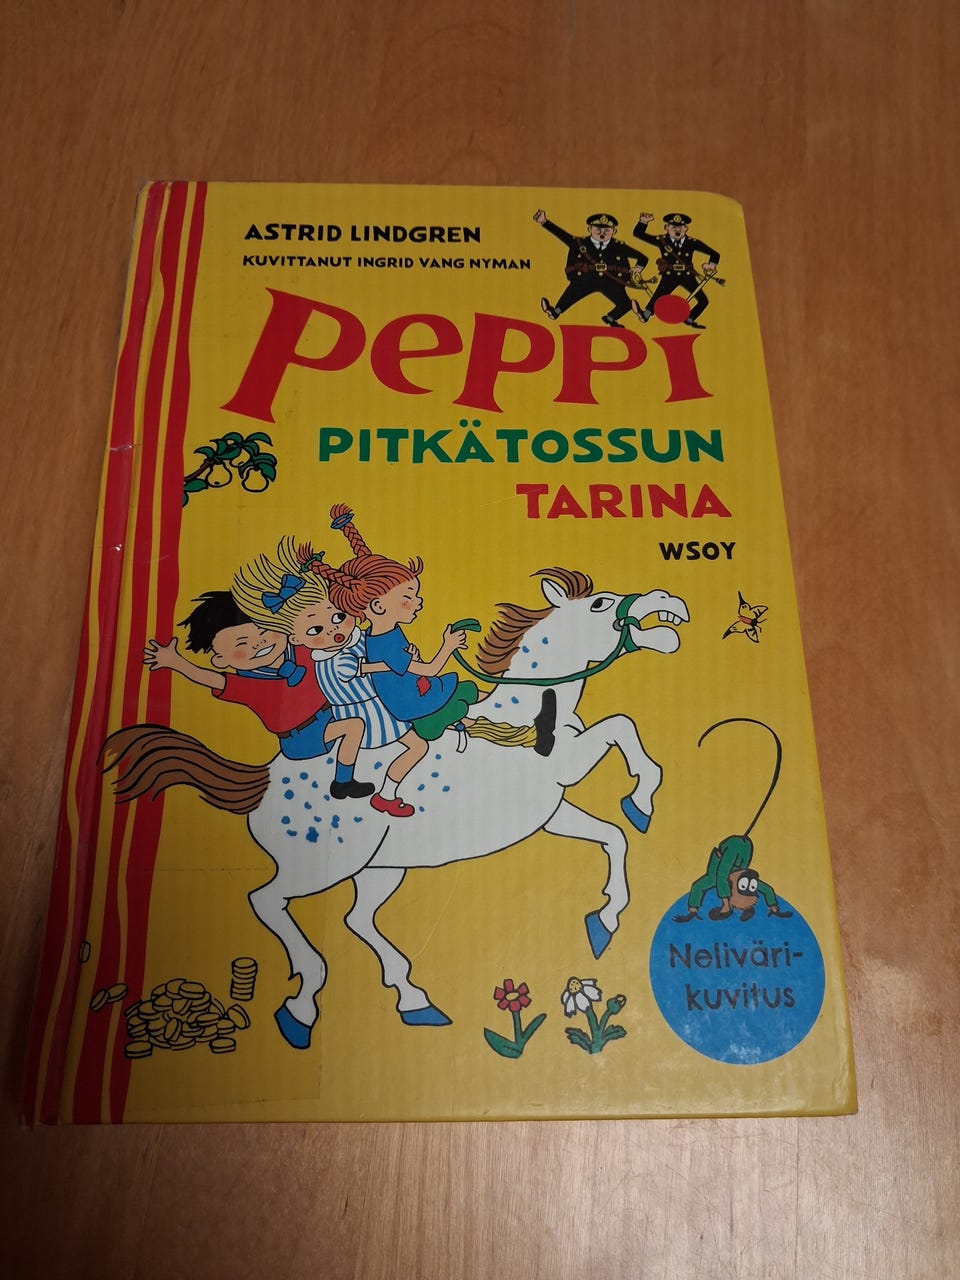 ASTRID LINDGREN
KUVITTANUT INGRID VANG NYMAN
Peppi
PITKÄTOSSUN
TARINA
WSOY
Neliväri-
kuvitus